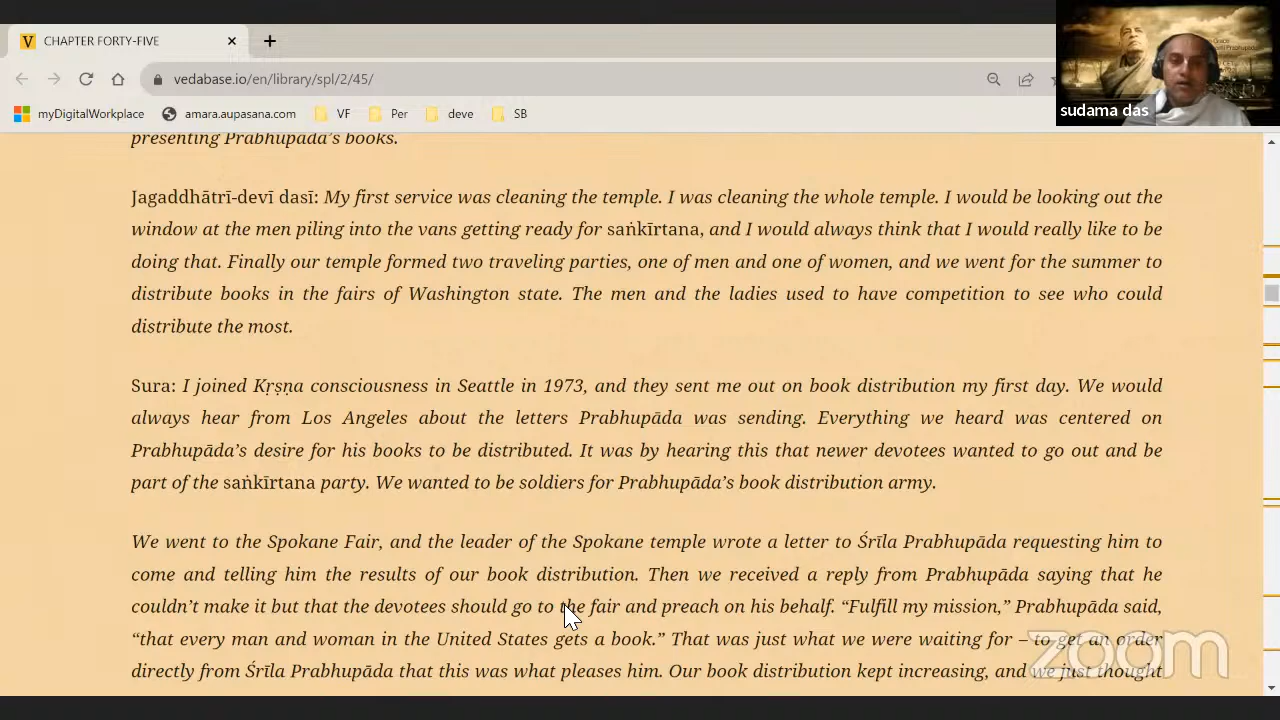 CHAPTER FORTY-FIVE
vedabase.io/en/library/spl/2/45/
myDigitalWorkplace amara.aupasana.com VF Per deve SB
sudama das
presenting Prabhupāda's books.
Jagaddhātrī-devī dasī: My first service was cleaning the temple. I was cleaning the whole temple. I would be looking out the
window at the men piling into the vans getting ready for saṅkīrtana, and I would always think that I would really like to be
doing that. Finally our temple formed two traveling parties, one of men and one of women, and we went for the summer to
distribute books in the fairs of Washington state. The men and the ladies used to have competition to see who could
distribute the most.
Sura: I joined Kṛṣṇa consciousness in Seattle in 1973, and they sent me out on book distribution my first day. We would
always hear from Los Angeles about the letters Prabhupāda was sending. Everything we heard was centered on
Prabhupāda's desire for his books to be distributed. It was by hearing this that newer devotees wanted to go out and be
part of the saṅkīrtana party. We wanted to be soldiers for Prabhupāda's book distribution army.
We went to the Spokane Fair, and the leader of the Spokane temple wrote a letter to Śrīla Prabhupāda requesting him to
come and telling him the results of our book distribution. Then we received a reply from Prabhupāda saying that he
couldn't make it but that the devotees should go to the fair and preach on his behalf. “Fulfill my mission,” Prabhupāda said,
“that every man and woman in the United States gets a book.” That was just what we were waiting for – to get an order
directly from Śrīla Prabhupāda that this was what pleases him. Our book distribution kept increasing, and we just thought
zoom